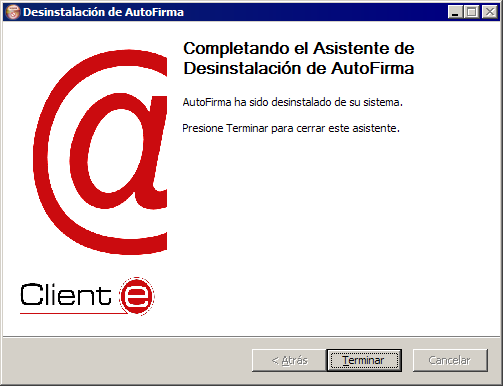 Desinstalación de AutoFirma
Completando el Asistente de
Desinstalación de AutoFirma
AutoFirma ha sido desinstalado de su sistema.
Presione Terminar para cerrar este asistente.
@
Client e
< Atrás
Terminar
Cancelar